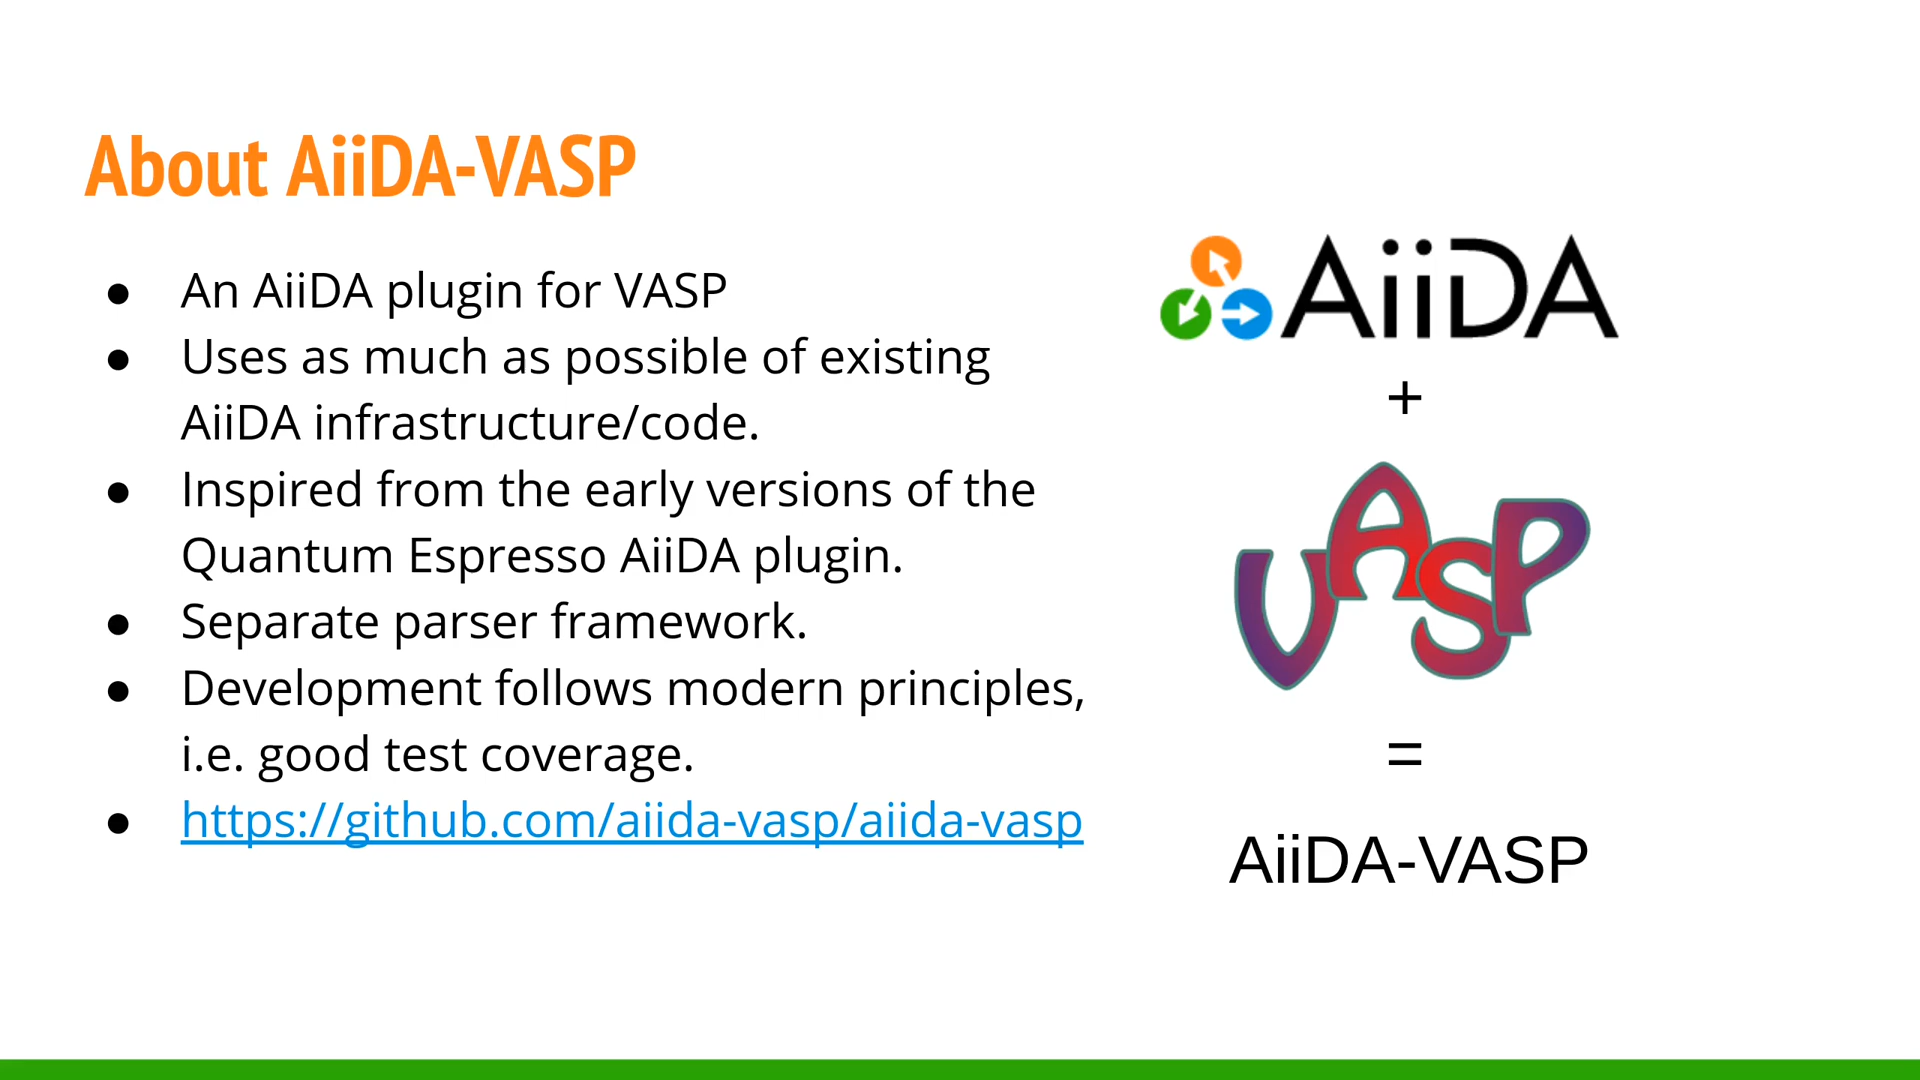 About AiiDA-VASP
● An AiiDA plugin for VASP
● Uses as much as possible of existing
AiiDA infrastructure/code.
● Inspired from the early versions of the
Quantum Espresso AiiDA plugin.
● Separate parser framework.
● Development follows modern principles,
i.e. good test coverage.
● https://github.com/aiida-vasp/aiida-vasp
AiiDA
+
VASP
=
AiiDA-VASP